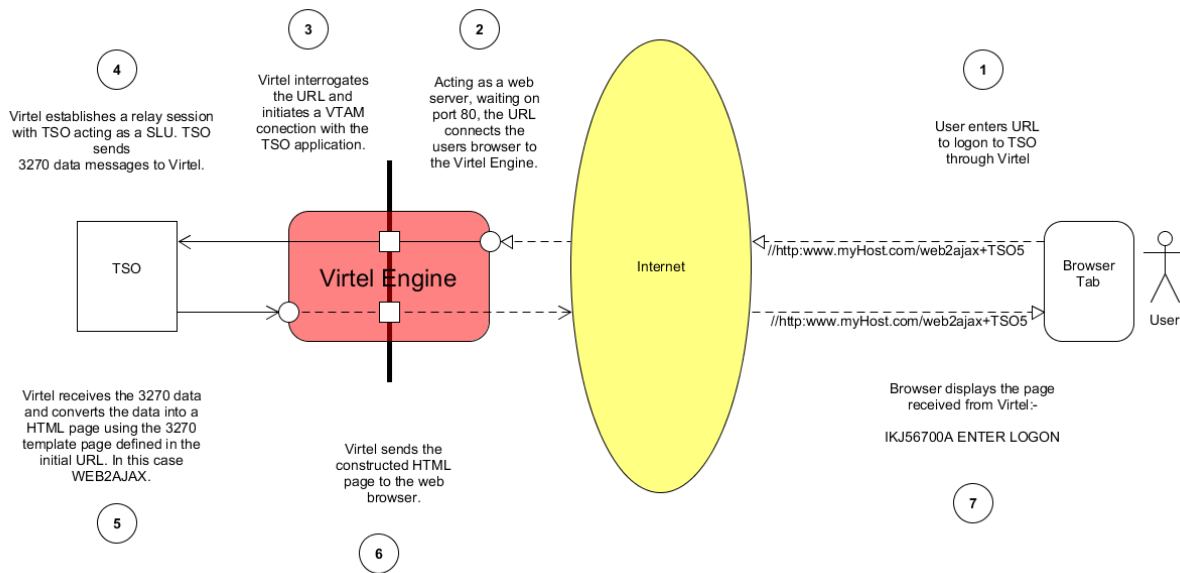 3
2
4
1
Virtel interrogates
the URL and
initiates a VTAM
conection with the
TSO application.
Acting as a web
server, waiting on
port 80, the URL
connects the
users browser to
the Virtel Engine.
Virtel establishes a relay session
with TSO acting as a SLU. TSO
sends
3270 data messages to Virtel.
User enters URL
to logon to TSO
through Virtel
TSO
Virtel Engine
Internet
//http:www.myHost.com/web2ajax+TSO5
Browser
Tab
//http:www.myHost.com/web2ajax+TSO5
User
Virtel receives the 3270 data
and converts the data into a
HTML page using the 3270
template page defined in the
initial URL. In this case
WEB2AJAX.
Virtel sends the
constructed HTML
page to the web
browser.
Browser displays the page
received from Virtel:-
IKJ56700A ENTER LOGON
5
6
7